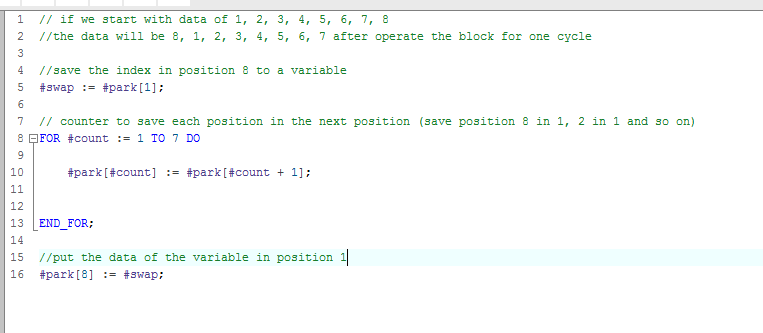 1 // if we start with data of 1, 2, 3, 4, 5, 6, 7, 8
2 //the data will be 8, 1, 2, 3, 4, 5, 6, 7 after operate the block for one cycle
3
4 //save the index in position 8 to a variable
5 #swap := #park[1];
6
7 // counter to save each position in the next position (save position 8 in 1, 2 in 1 and so on)
8 FOR #count := 1 TO 7 DO
9
10 #park[#count] := #park[#count + 1];
11
12
13 END_FOR;
14
15 //put the data of the variable in position 1
16 #park[8] := #swap;